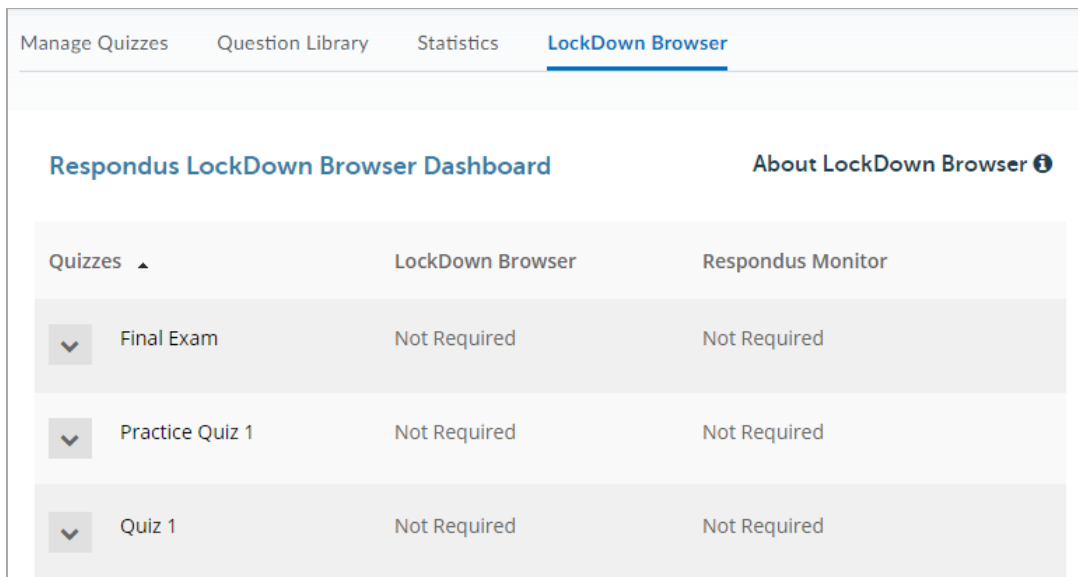 Manage Quizzes Question Library Statistics LockDown Browser
Respondus LockDown Browser Dashboard About LockDown Browser
Quizzes LockDown Browser Respondus Monitor
Final Exam Not Required Not Required
Practice Quiz 1 Not Required Not Required
Quiz 1 Not Required Not Required